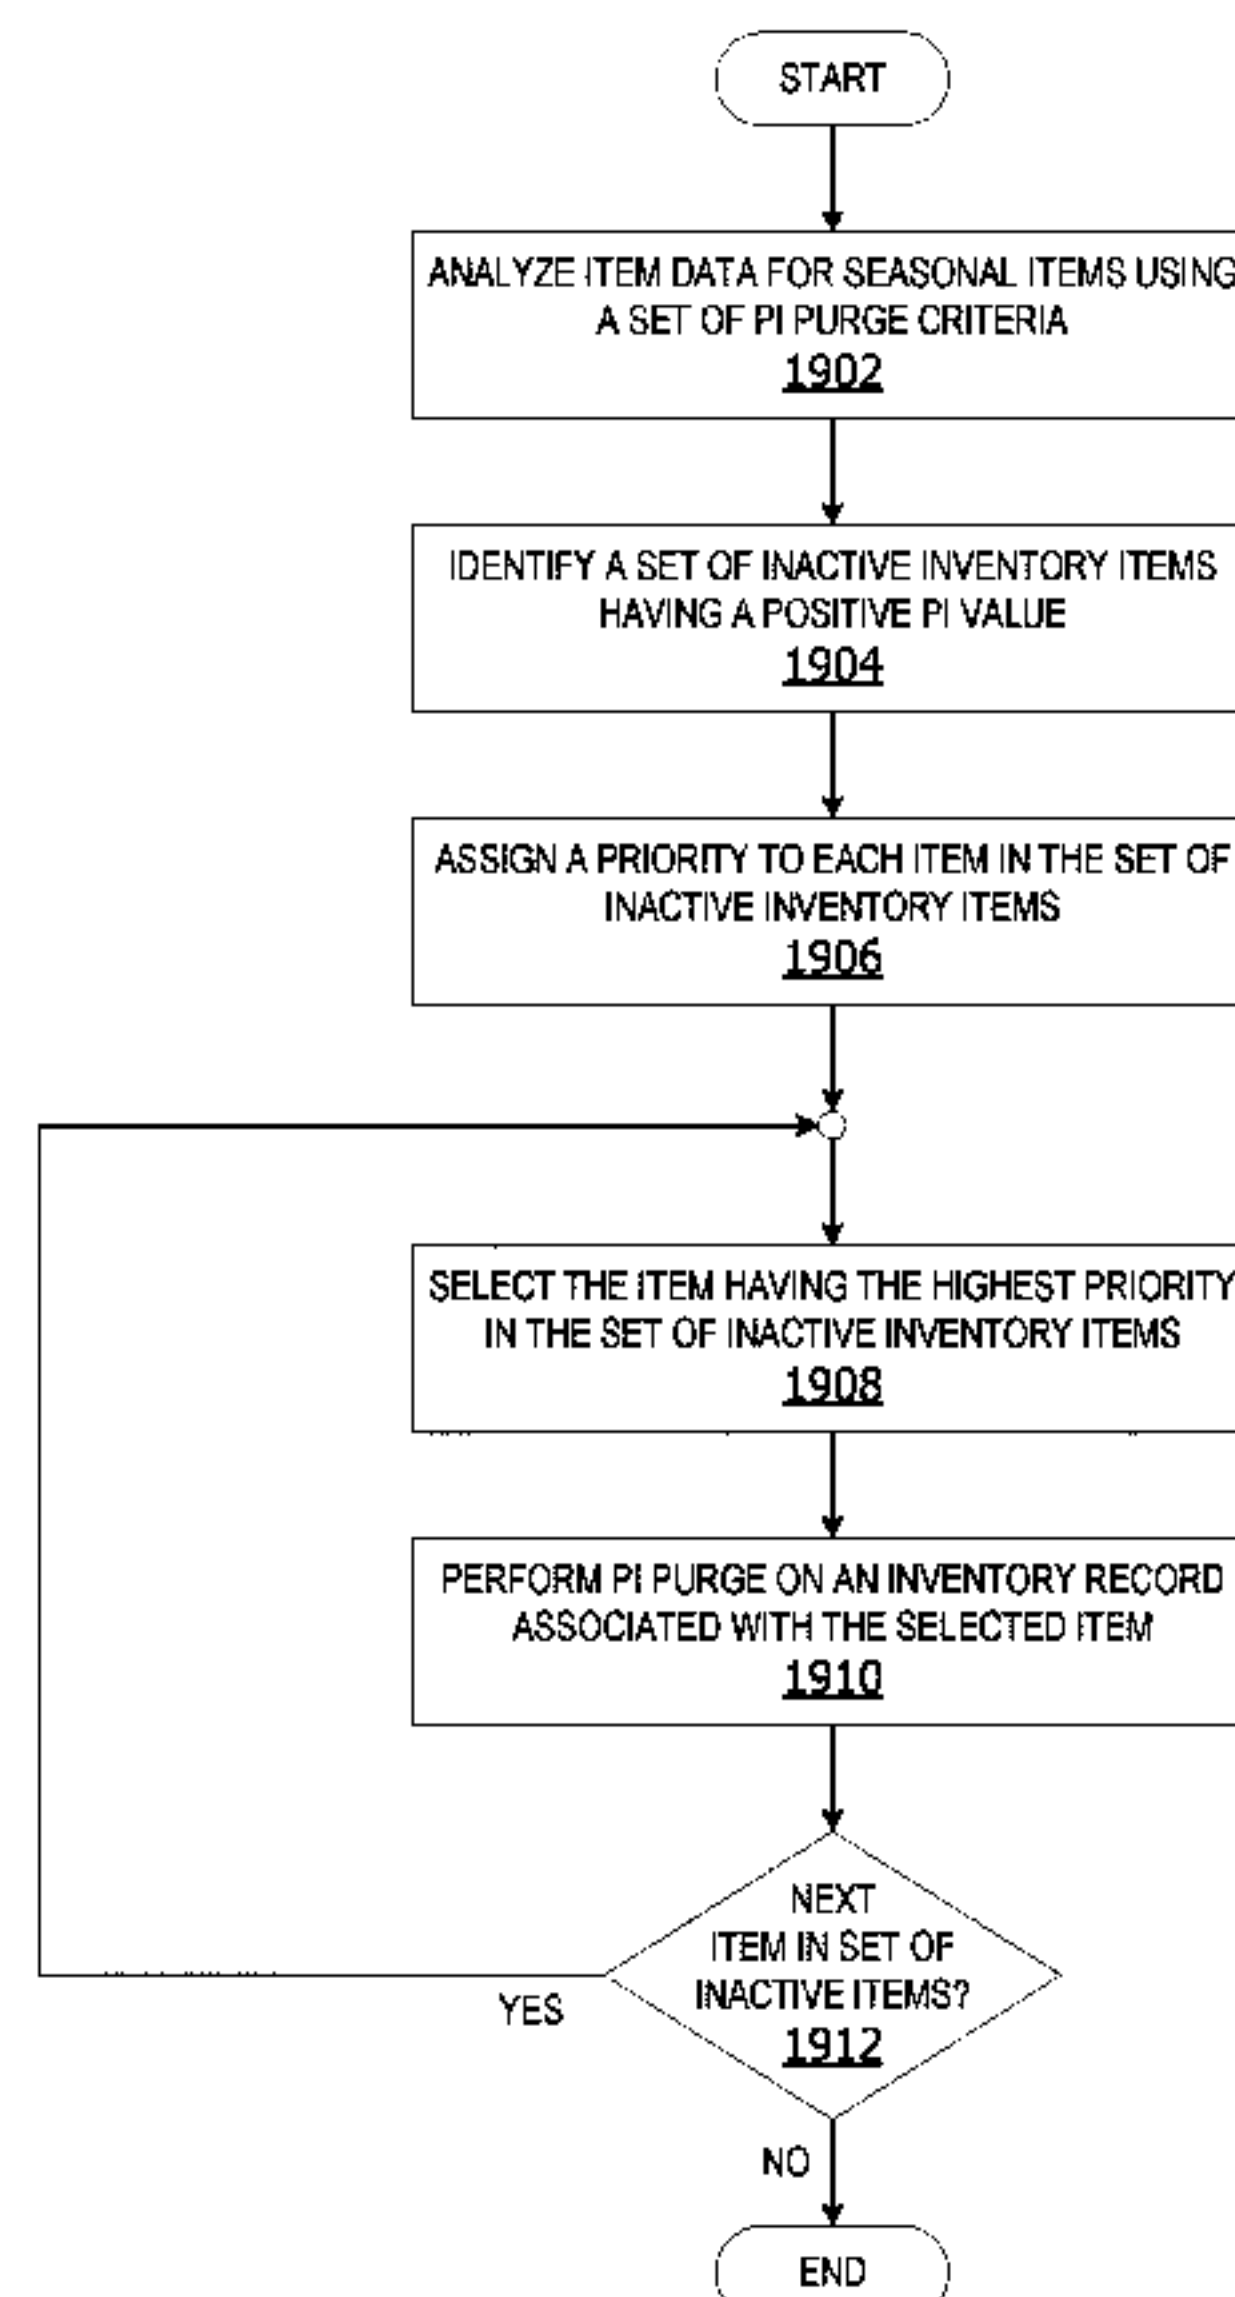 START
ANALYZE ITEM DATA FOR SEASONAL ITEMS USING
A SET OF PI PURGE CRITERIA
1902
IDENTIFY A SET OF INACTIVE INVENTORY ITEMS
HAVING A POSITIVE PI VALUE
1904
ASSIGN A PRIORITY TO EACH ITEM IN THE SET OF
INACTIVE INVENTORY ITEMS
1906
SELECT THE ITEM HAVING THE HIGHEST PRIORITY
IN THE SET OF INACTIVE INVENTORY ITEMS
1908
PERFORM PI PURGE ON AN INVENTORY RECORD
ASSOCIATED WITH THE SELECTED ITEM
1910
NEXT
ITEM IN SET OF
INACTIVE ITEMS?
1912
YES
NO
END